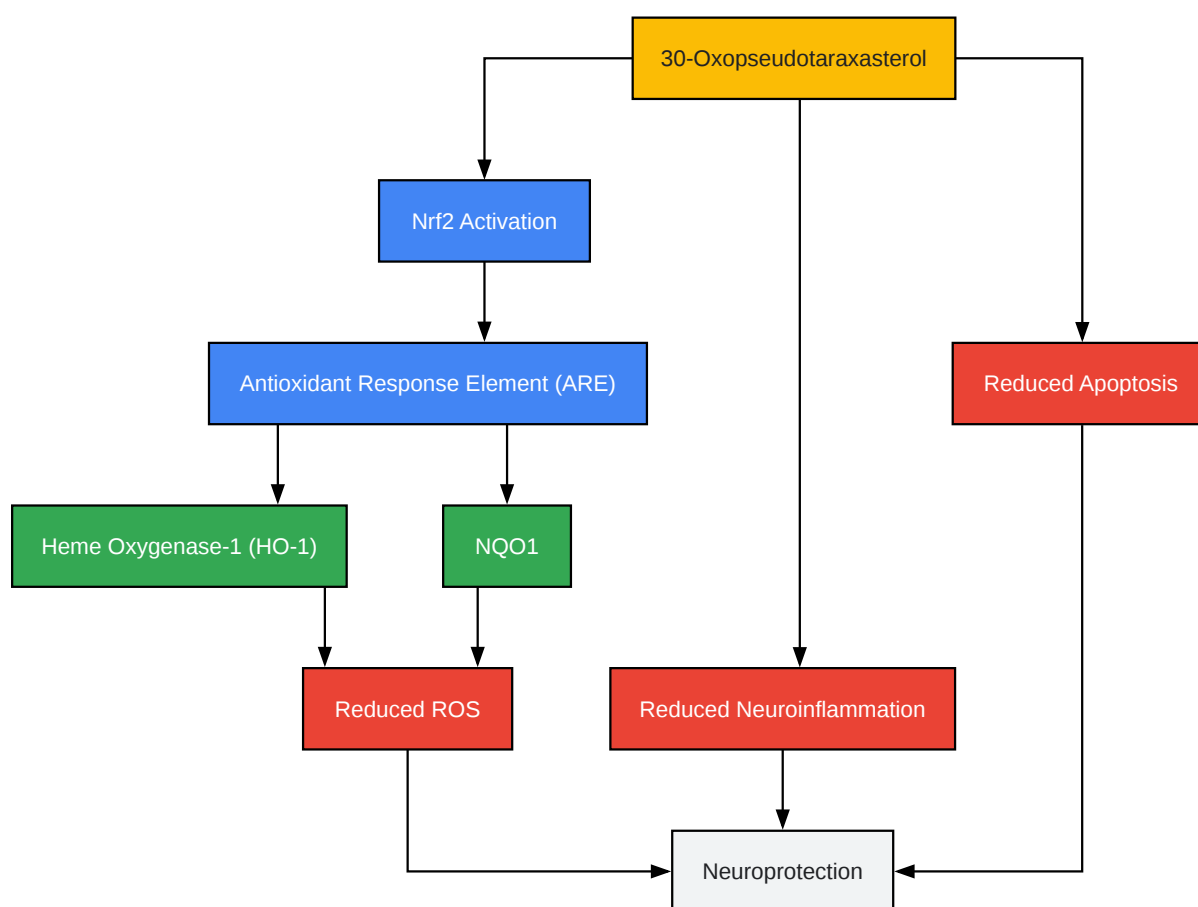 30-Oxopseudotaraxasterol
Nrf2 Activation
Antioxidant Response Element (ARE)
Reduced Apoptosis
Heme Oxygenase-1 (HO-1)
NQO1
Reduced ROS
Reduced Neuroinflammation
Neuroprotection